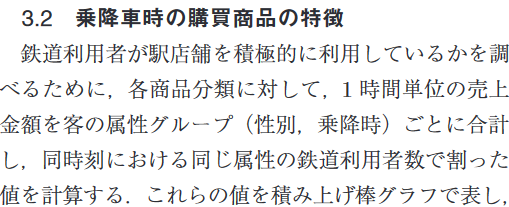 3.2　乗降車時の購買商品の特徴
鉄道利用者が駅店舗を積極的に利用しているかを調
べるために，各商品分類に対して，1 時間単位の売上
金額を客の属性グループ（性別，乗降時）ごとに合計
し，同時刻における同じ属性の鉄道利用者数で割った
値を計算する．これらの値を積み上げ棒グラフで表し，